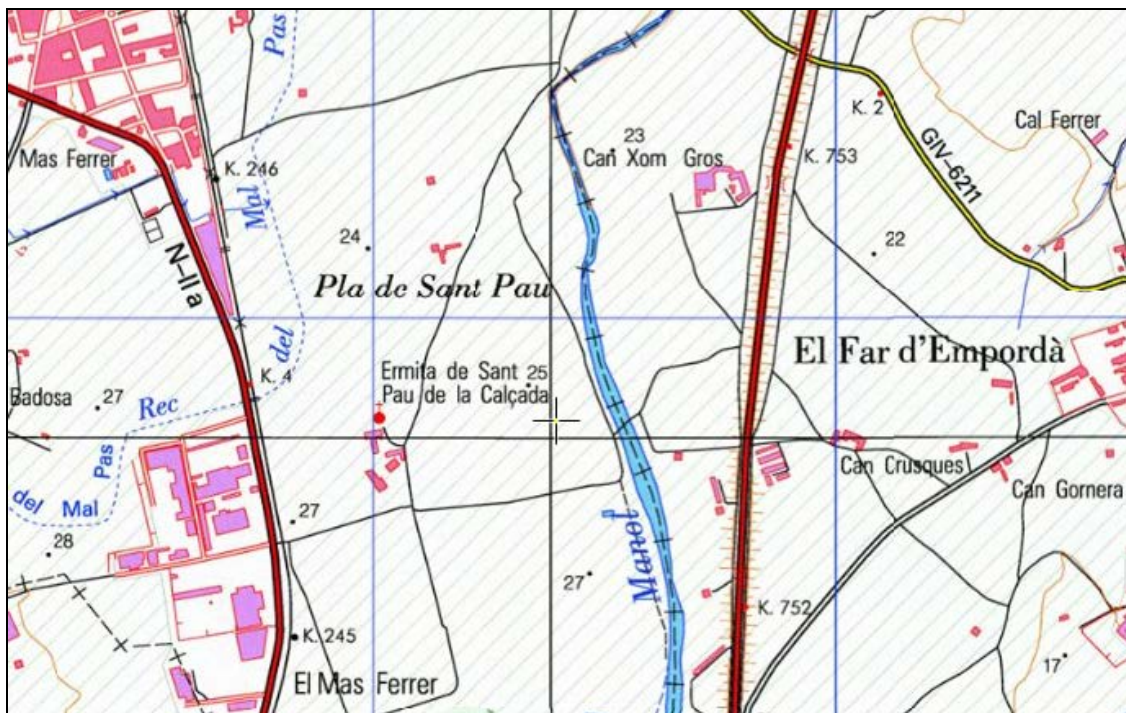 Pas
K. 2
Cal Ferrer
23
Can Xom Gros
K. 753
GIV-6211
Mas Ferrer
K. 246
Mal
24
22
N-IIa
Pla de Sant Pau
del
El Far d'Empordà
Ermita de Sant
Pau de la Calçada
25
K. 4
Badosa
27
Rec
Pas
del Mal
Can Crusques
Can Gornera
27
28
27
Manol
K. 752
K. 245
17
El Mas Ferrer